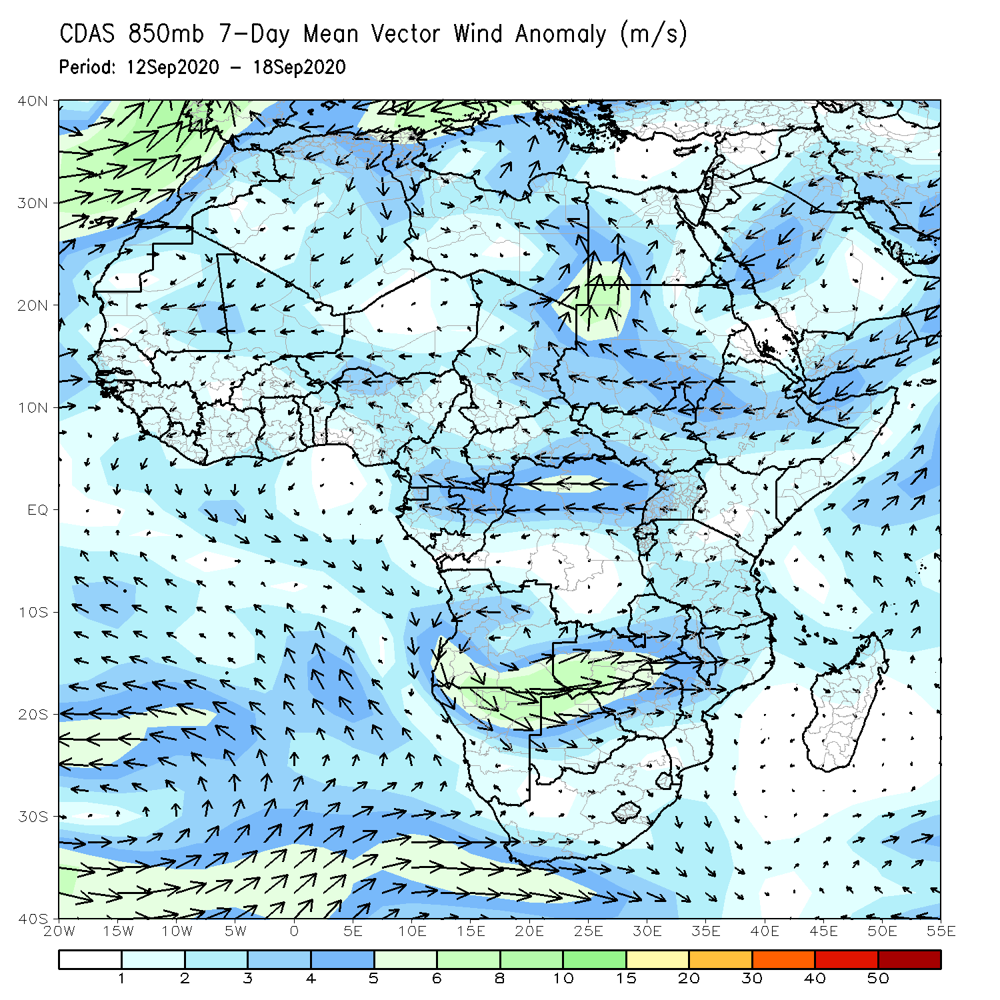 CDAS 850mb 7-Day Mean Vector Wind Anomaly (m/s)
Period: 12Sep2020 - 18Sep2020
40N
30N
20N
10N
EQ
10S
20S
30S
40S
20W 15W 10W 5W 0 5E 10E 15E 20E 25E 30E 35E 40E 45E 50E 55E
1 2 3 4 5 6 8 10 15 20 30 40 50